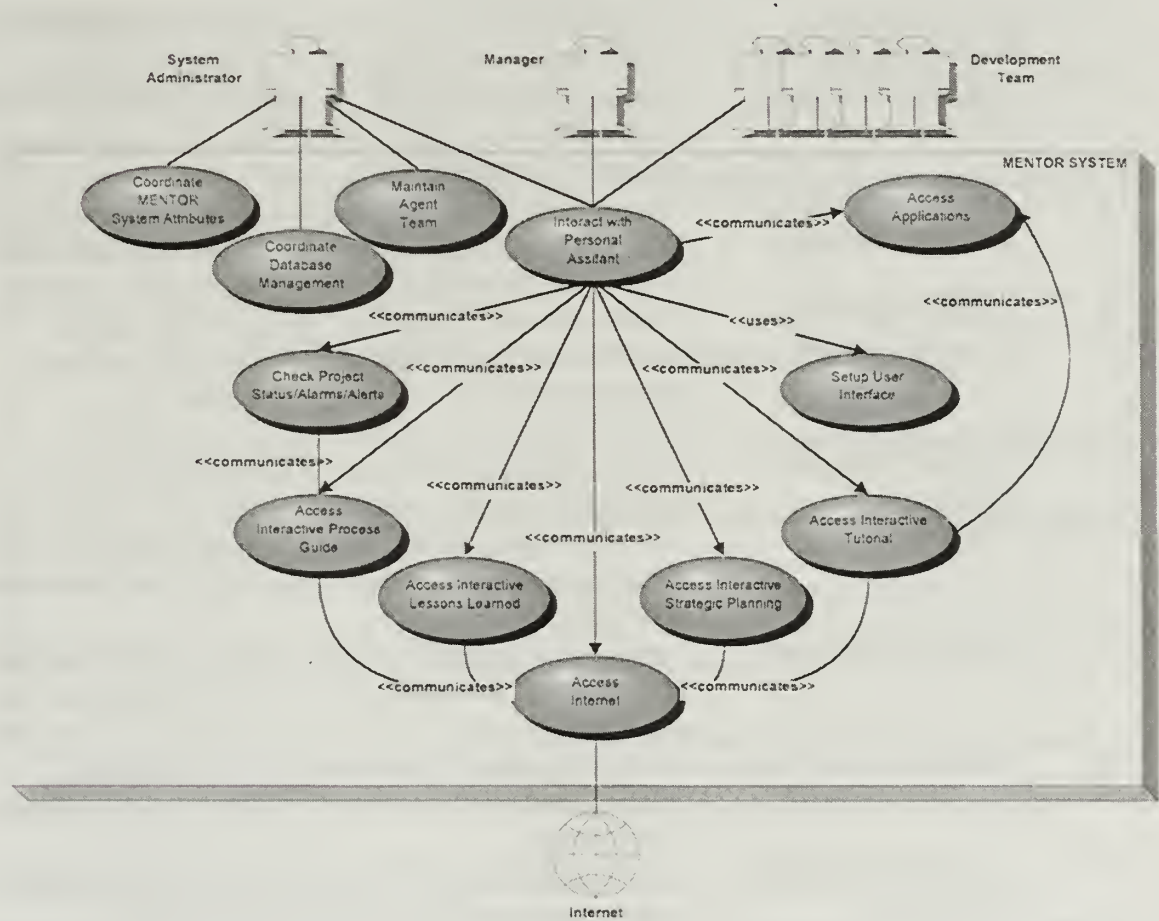 System
Administrator
Manager
Development
Team
MENTOR SYSTEM
Coordinate
MENTOR
System Attributes
Maintain
Agent
Team
Coordinate
Database
Management
Interact with
Personal
Assitant
<<communicates>>
Access
Applications
<<communicates>>
<<communicates>>
<<uses>>
<<communicates>>
<<communicates>>
Check Project
Status/Alarms/Alerts
Setup User
Interface
<<communicates>>
<<communicates>>
<<communicates>>
Access
Interactive Process
Guide
Access Interactive
Tutorial
<<communicates>>
Access Interactive
Lessons Learned
Access Interactive
Strategic Planning
<<communicates>>
<<communicates>>
Access
Internet
Internet